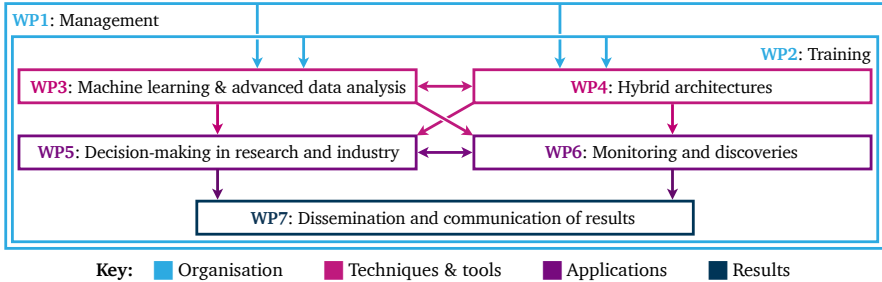 WP1: Management
WP2: Training
WP3: Machine learning & advanced data analysis
WP4: Hybrid architectures
WP5: Decision-making in research and industry
WP6: Monitoring and discoveries
WP7: Dissemination and communication of results
Key: Organisation Techniques & tools Applications Results